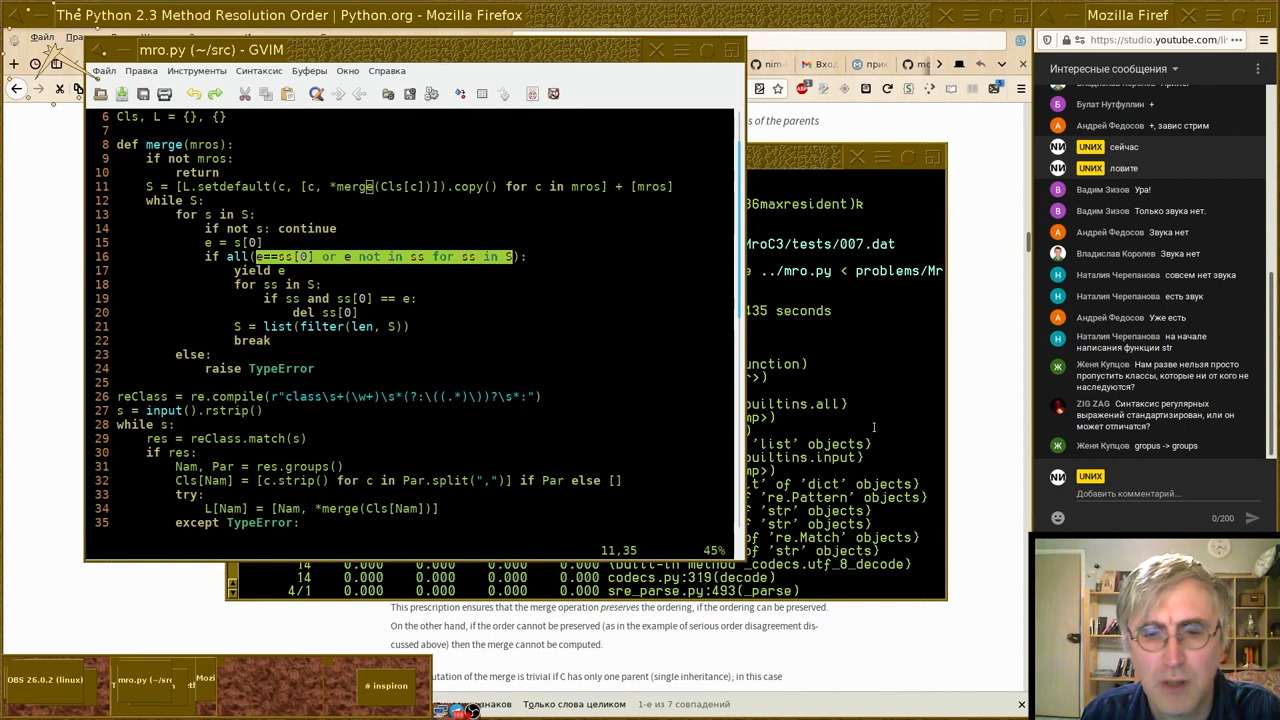 The Python 2.3 Method Resolution Order | Python.org - Mozilla Firefox
Mozilla Firef
Файл
mro.py (~/src) - GVIM
Файл Правка Инструменты Синтаксис Буферы Окно Справка
https://studio.youtube.com/li
6 Cls, L = {}, {}
7
8 def merge(mros):
9 if not mros:
10 return
11 S = [L.setdefault(c, [c, *merge(Cls[c])]).copy() for c in mros] + [mros]
12 while S:
13 for s in S:
14 if not s: continue
15 e = s[0]
16 if all(e==ss[0] or e not in ss for ss in S):
17 yield e
18 for ss in S:
19 if ss and ss[0] == e:
20 del ss[0]
21 S = list(filter(len, S))
22 break
23 else:
24 raise TypeError
25
26 reClass = re.compile(r"class\s+(\w+)\s*(?:\((.*)\))?\s*:")
27 s = input().rstrip()
28 while s:
29 res = reClass.match(s)
30 if res:
31 Nam, Par = res.groups()
32 Cls[Nam] = [c.strip() for c in Par.split(",")] if Par else []
33 try:
34 L[Nam] = [Nam, *merge(Cls[Nam])]
35 except TypeError:
11,35 45%
s of the parents
36maxresident)k
MroC3/tests/007.dat
e ../mro.py < problems/Mr
435 seconds
unction)
r>)
builtins.all}
mp>)
'list' objects}
builtins.input}
mp>)
t' of 'dict' objects}
of 're.Pattern' objects}
of 'str' objects}
of 'str' objects}
of 're.Match' objects}
of 'str' objects}
14 0.000 0.000 0.000 0.000 {built-in method _codecs.utf_8_decode}
14 0.000 0.000 0.000 0.000 codecs.py:319(decode)
4/1 0.000 0.000 0.000 0.000 sre_parse.py:493(_parse)
This prescription ensures that the merge operation preserves the ordering, if the ordering can be preserved.
On the other hand, if the order cannot be preserved (as in the example of serious order disagreement dis-
cussed above) then the merge cannot be computed.
utation of the merge is trivial if C has only one parent (single inheritance); in this case
Только слова целиком 1-е из 7 совпадений
OBS 26.0.2 (linux)
mro.py (~/src
Mozi
# inspiron
Интересные сообщения
Булат Нутфуллин +
Андрей Федосов +, завис стрим
UNИX сейчас
UNИX ловите
Вадим Зизов Ура!
Вадим Зизов Только звука нет.
Андрей Федосов Звука нет
Владислав Королев Звука нет
Наталия Черепанова совсем нет звука
Наталия Черепанова есть звук
Андрей Федосов Уже есть
Наталия Черепанова на начале
написания функции str
Женя Купцов Нам разве нельзя просто
пропустить классы, которые ни от кого не
наследуются?
ZIG ZAG Синтаксис регулярных
выражений стандартизирован, или он
может отличатся?
Женя Купцов gropus -> groups
UNИX
Добавить комментарий...
0/200